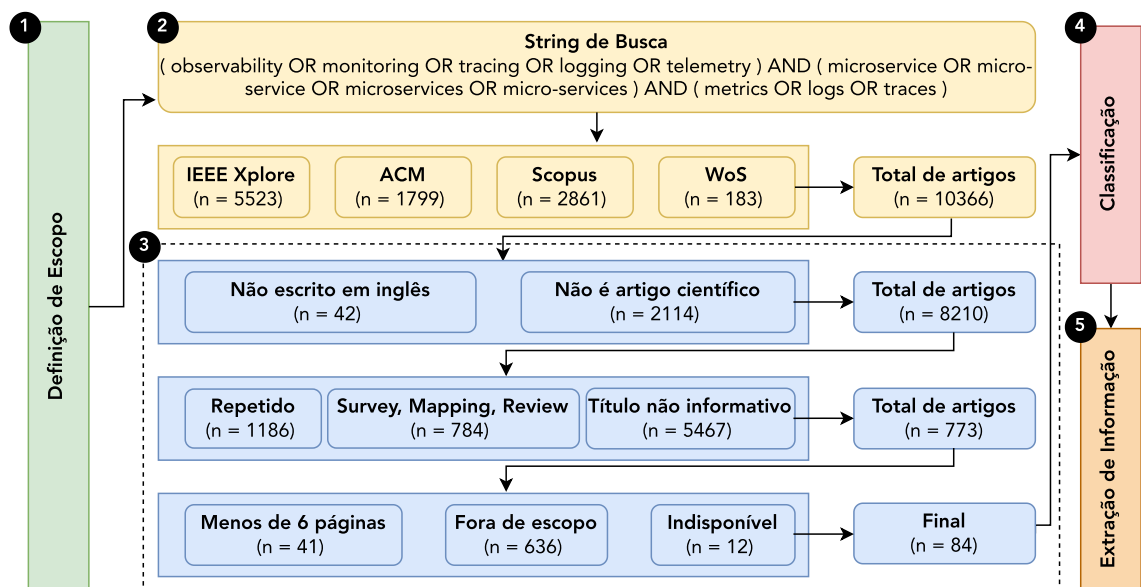 1
Definição de Escopo
2
String de Busca
( observability OR monitoring OR tracing OR logging OR telemetry ) AND ( microservice OR micro-
service OR microservices OR micro-services ) AND ( metrics OR logs OR traces )
IEEE Xplore
(n = 5523)
ACM
(n = 1799)
Scopus
(n = 2861)
WoS
(n = 183)
Total de artigos
(n = 10366)
3
Não escrito em inglês
(n = 42)
Não é artigo científico
(n = 2114)
Total de artigos
(n = 8210)
Repetido
(n = 1186)
Survey, Mapping, Review
(n = 784)
Título não informativo
(n = 5467)
Total de artigos
(n = 773)
Menos de 6 páginas
(n = 41)
Fora de escopo
(n = 636)
Indisponível
(n = 12)
Final
(n = 84)
4
Classificação
5
Extração de Informação